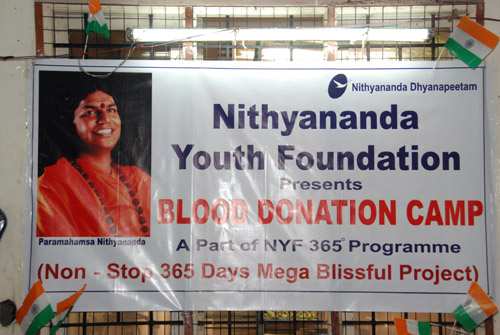 Nithyananda Dhyanapeetam
Nithyananda
Youth Foundation
Presents
BLOOD DONATION CAMP
A Part of NYF 365° Programme
(Non - Stop 365 Days Mega Blissful Project)
Paramahamsa Nithyananda